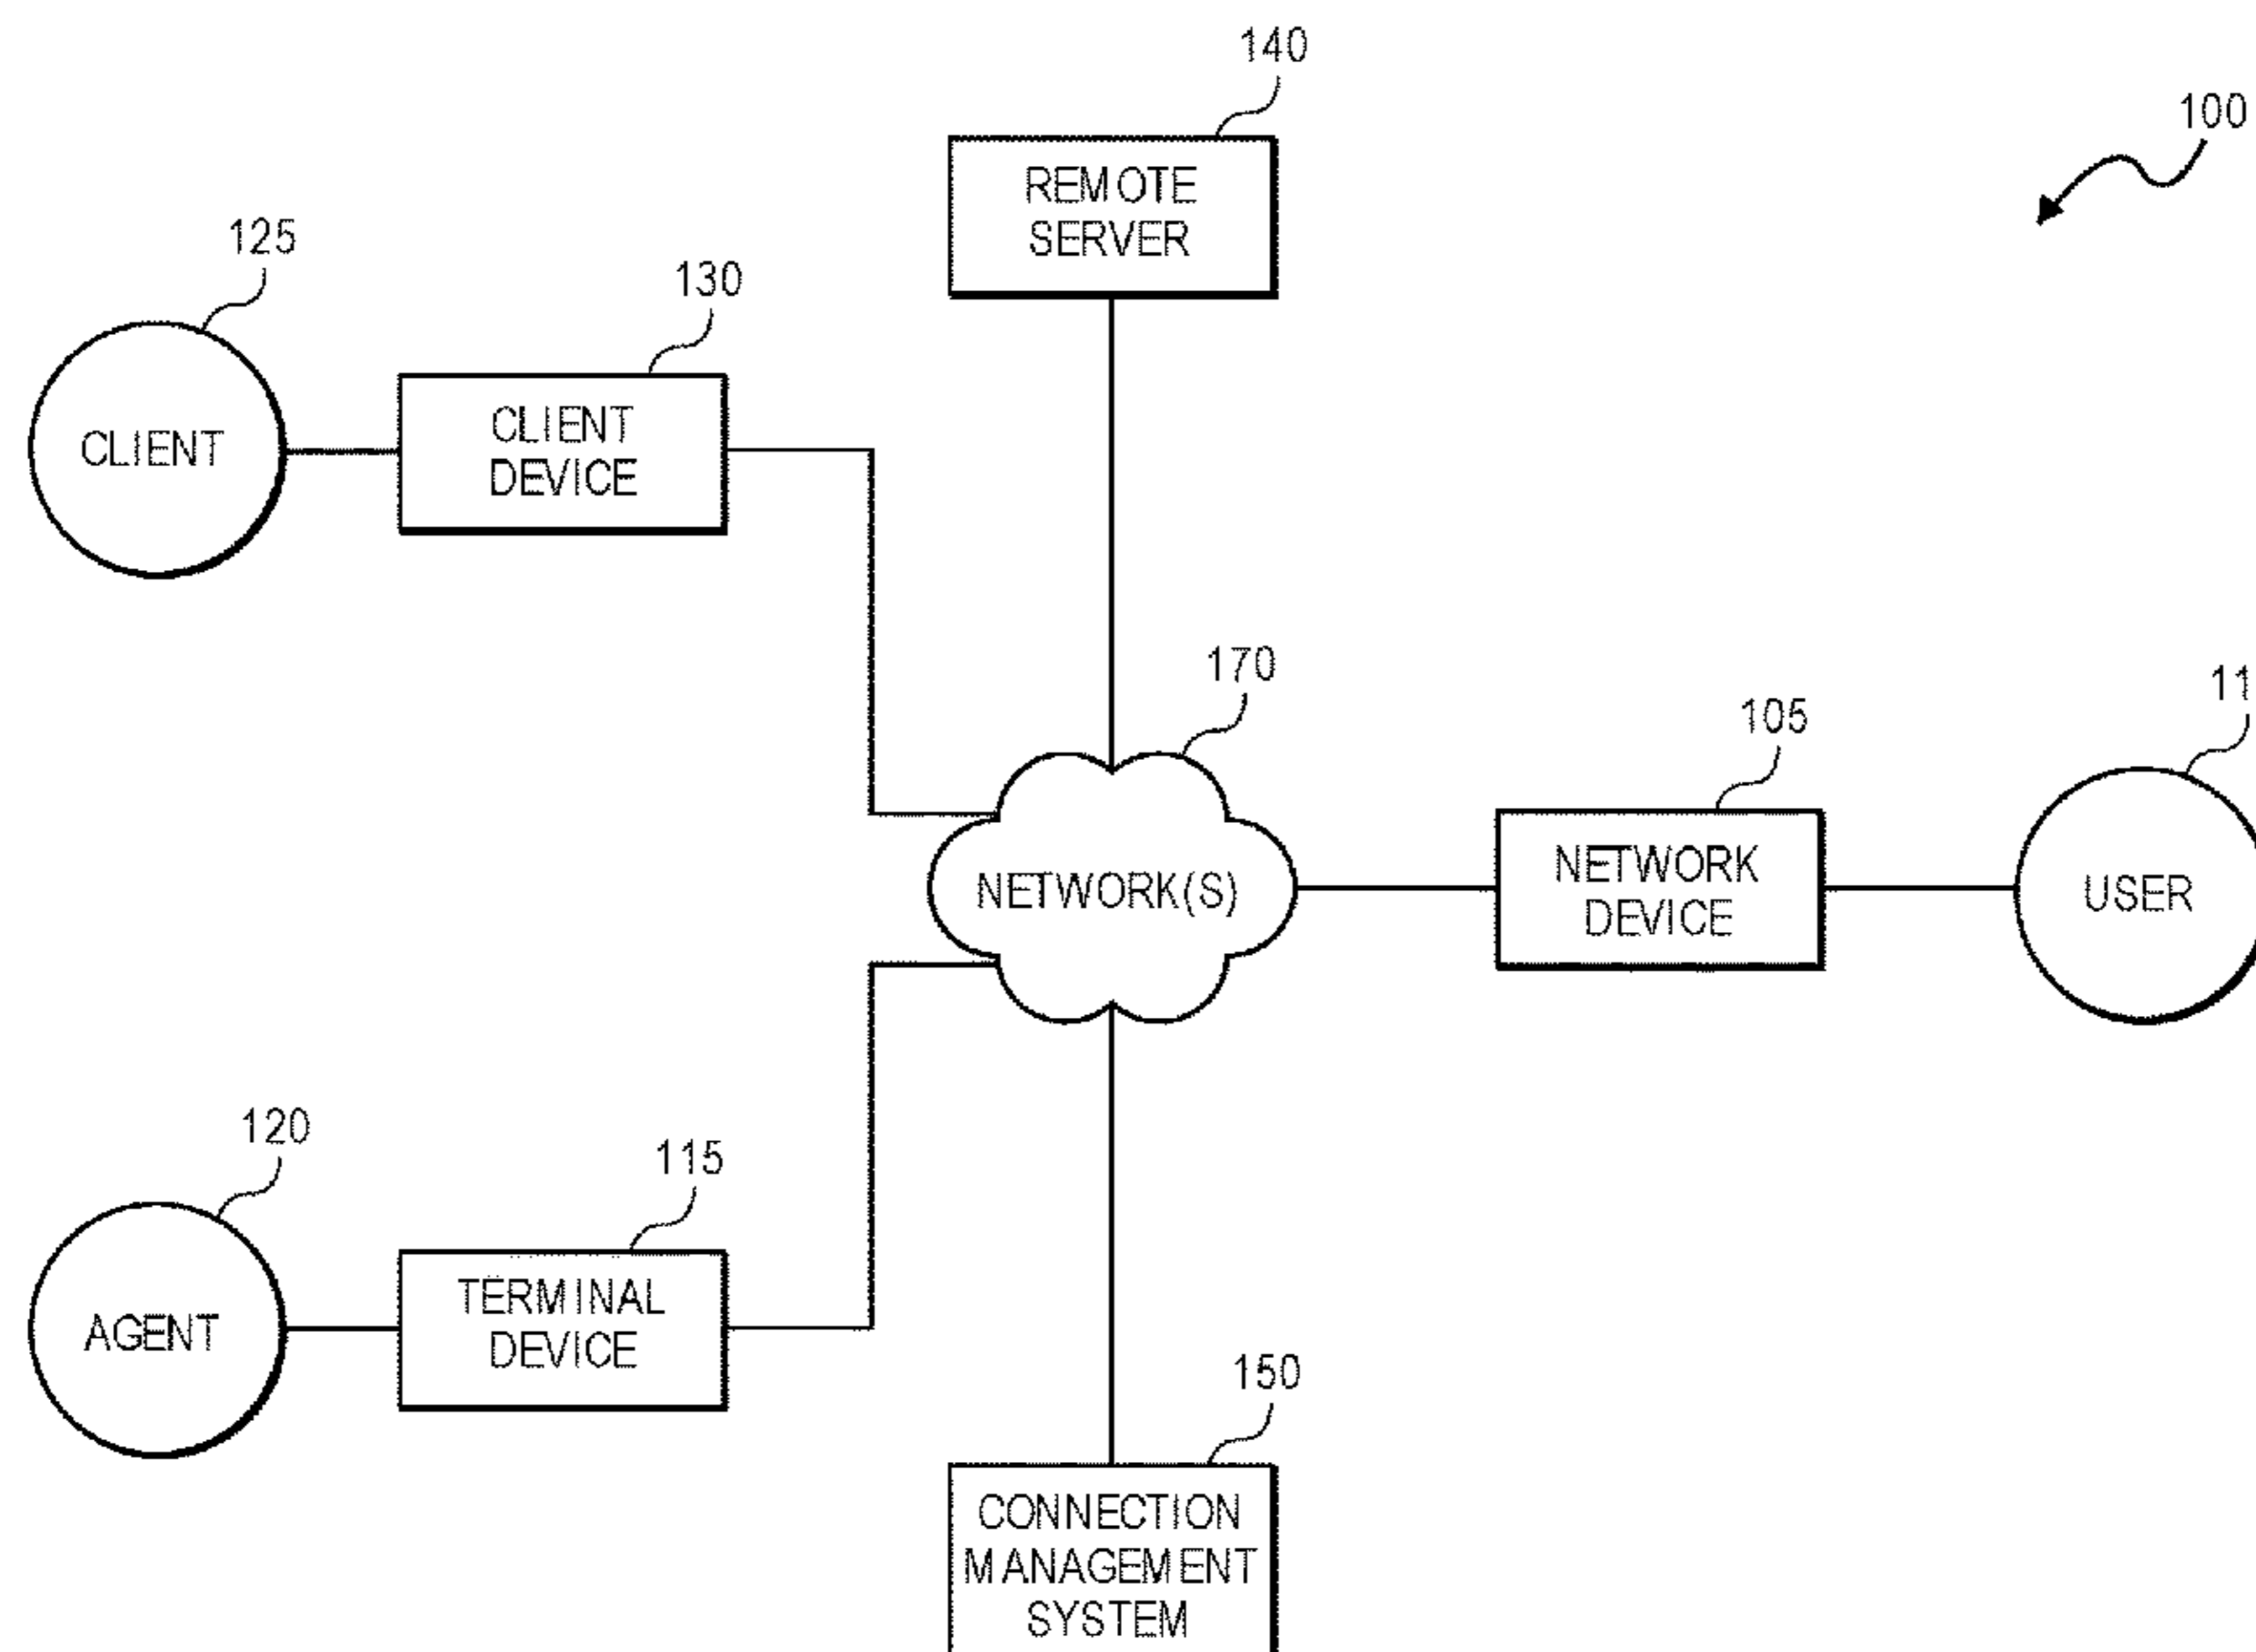 140
100
REMOTE
SERVER
125
130
CLIENT
CLIENT
DEVICE
170
11
105
NETWORK(S)
NETWORK
DEVICE
USER
120
115
AGENT
TERMINAL
DEVICE
150
CONNECTION
MANAGEMENT
SYSTEM